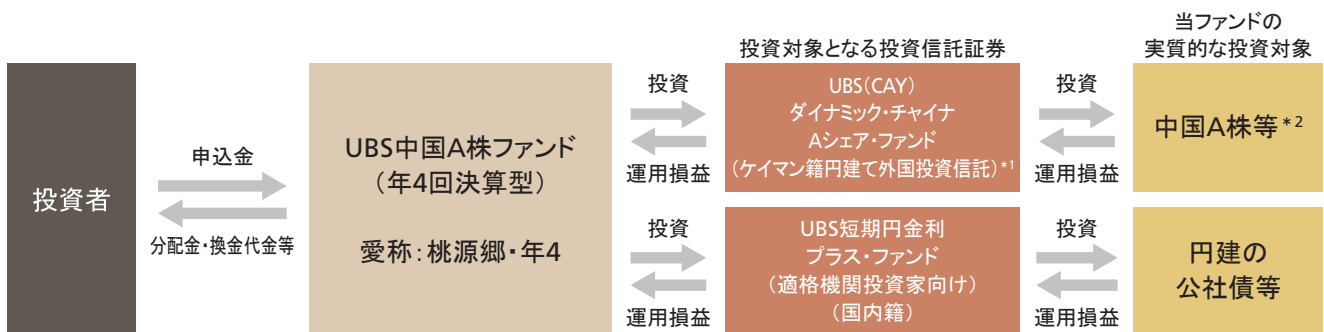 投資者
申込金
分配金・換金代金等
UBS中国A株ファンド
(年4回決算型)
愛称:桃源郷・年4
投資
運用損益
投資
運用損益
投資対象となる投資信託証券
UBS(CAY)
ダイナミック・チャイナ
Aシェア・ファンド
(ケイマン籍円建て外国投資信託)*1
UBS短期円金利
プラス・ファンド
(適格機関投資家向け)
(国内籍)
投資
運用損益
投資
運用損益
当ファンドの
実質的な投資対象
中国A株等*2
円建の
公社債等